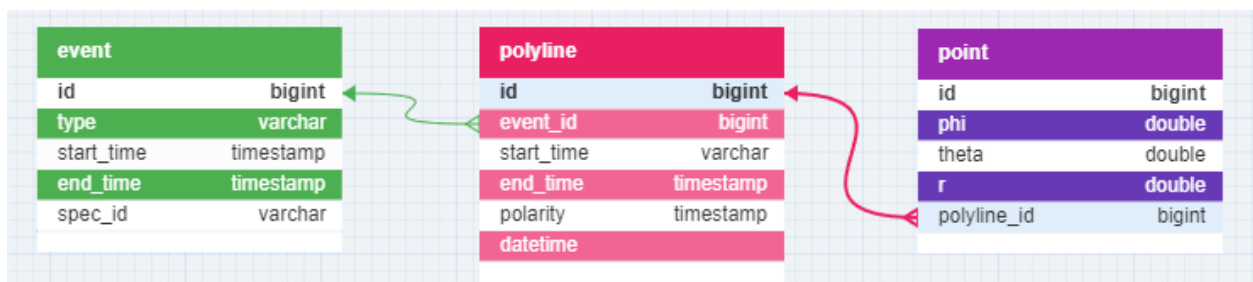 event
id bigint
type varchar
start_time timestamp
end_time timestamp
spec_id varchar
polyline
id bigint
event_id bigint
start_time varchar
end_time timestamp
polarity timestamp
datetime
point
id bigint
phi double
theta double
r double
polyline_id bigint